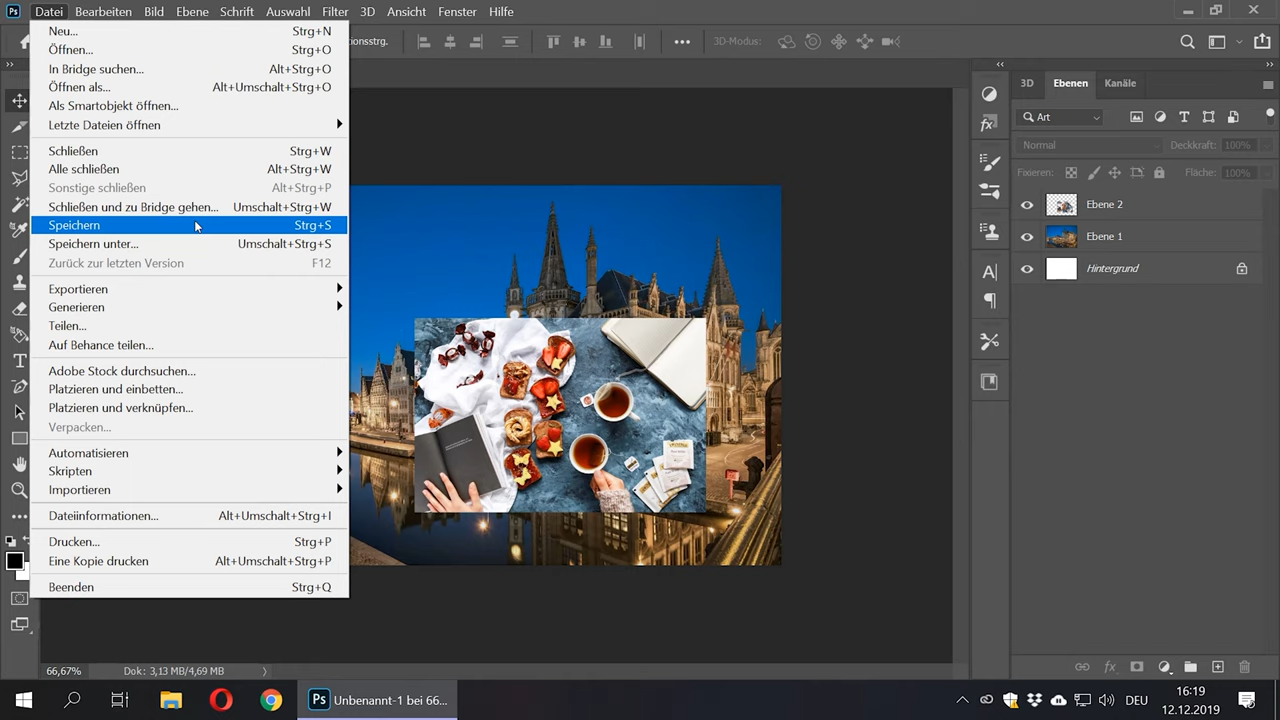 Ps Datei Bearbeiten Bild Ebene Schrift Auswahl Filter 3D Ansicht Fenster Hilfe
ionsstrg. 3D-Modus:
Neu... Strg+N
Öffnen... Strg+O
In Bridge suchen... Alt+Strg+O
Öffnen als... Alt+Umschalt+Strg+O
Als Smartobjekt öffnen...
Letzte Dateien öffnen
Schließen Strg+W
Alle schließen Alt+Strg+W
Sonstige schließen Alt+Strg+P
Schließen und zu Bridge gehen... Umschalt+Strg+W
Speichern Strg+S
Speichern unter... Umschalt+Strg+S
Zurück zur letzten Version F12
Exportieren
Generieren
Teilen...
Auf Behance teilen...
Adobe Stock durchsuchen...
Platzieren und einbetten...
Platzieren und verknüpfen...
Verpacken...
Automatisieren
Skripten
Importieren
Dateiinformationen... Alt+Umschalt+Strg+I
Drucken... Strg+P
Eine Kopie drucken Alt+Umschalt+Strg+P
Beenden Strg+Q
3D Ebenen Kanäle
Art
Normal Deckkraft: 100%
Fixieren: Fläche: 100%
Ebene 2
Ebene 1
Hintergrund
66,67% Dok: 3,13 MB/4,69 MB
Ps Unbenannt-1 bei 66...
DEU
16:19
12.12.2019